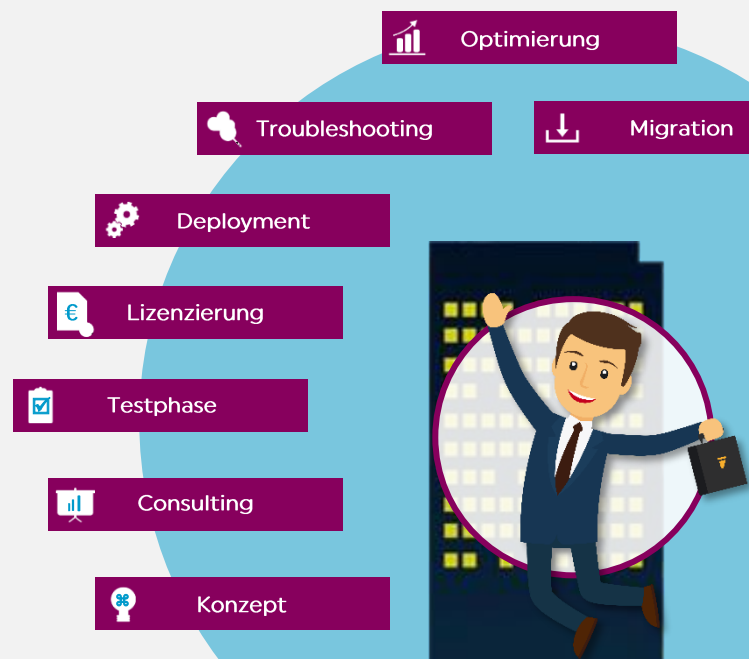 Optimierung
Troubleshooting
Migration
Deployment
€
Lizenzierung
Testphase
Consulting
Konzept